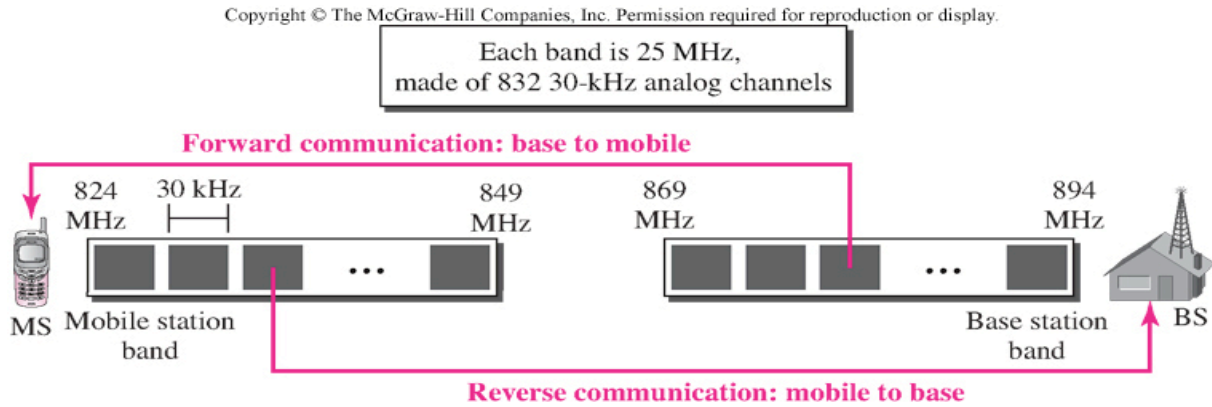 Copyright © The McGraw-Hill Companies, Inc. Permission required for reproduction or display.
Each band is 25 MHz,
made of 832 30-kHz analog channels
Forward communication: base to mobile
824
MHz
30 kHz
849
MHz
869
MHz
894
MHz
...
...
MS
Mobile station
band
Base station
band
BS
Reverse communication: mobile to base